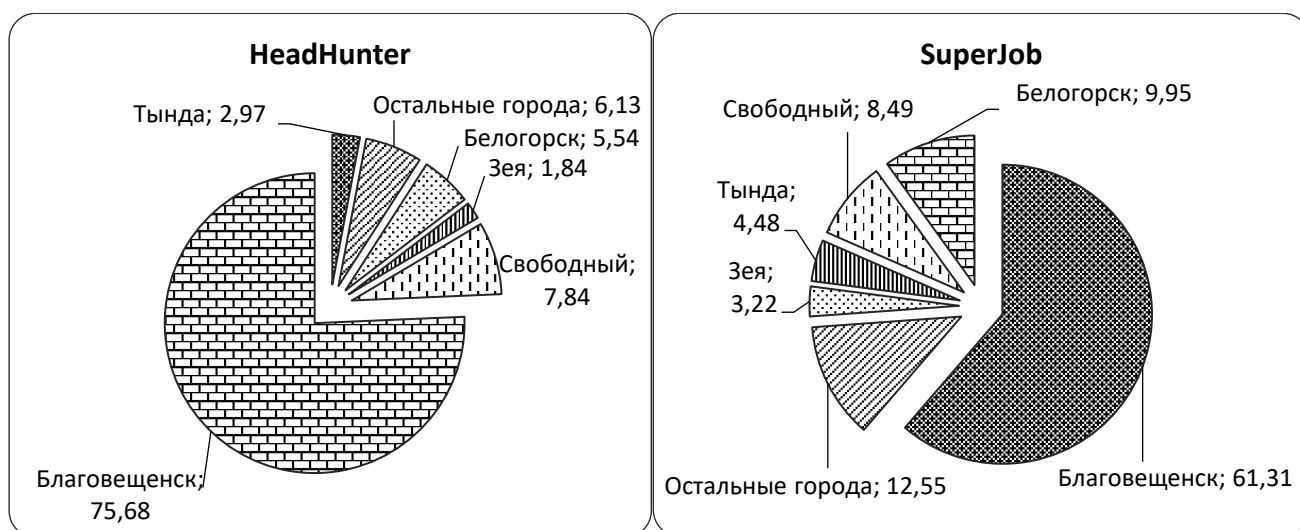 HeadHunter
Тында; 2,97
Остальные города; 6,13
Белогорск; 5,54
Зея; 1,84
Свободный;
7,84
Благовещенск;
75,68
SuperJob
Белогорск; 9,95
Свободный; 8,49
Тында;
4,48
Зея;
3,22
Остальные города; 12,55
Благовещенск; 61,31